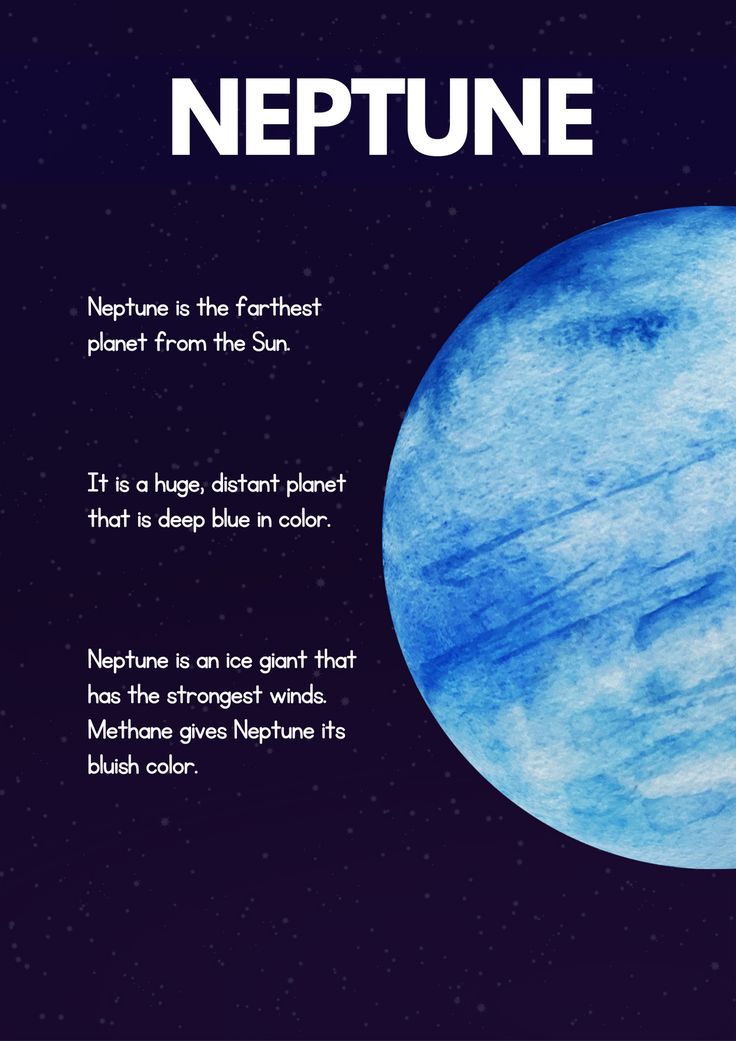 NEPTUNE
Neptune is the farthest
planet from the Sun.
It is a huge, distant planet
that is deep blue in color.
Neptune is an ice giant that
has the strongest winds.
Methane gives Neptune its
bluish color.